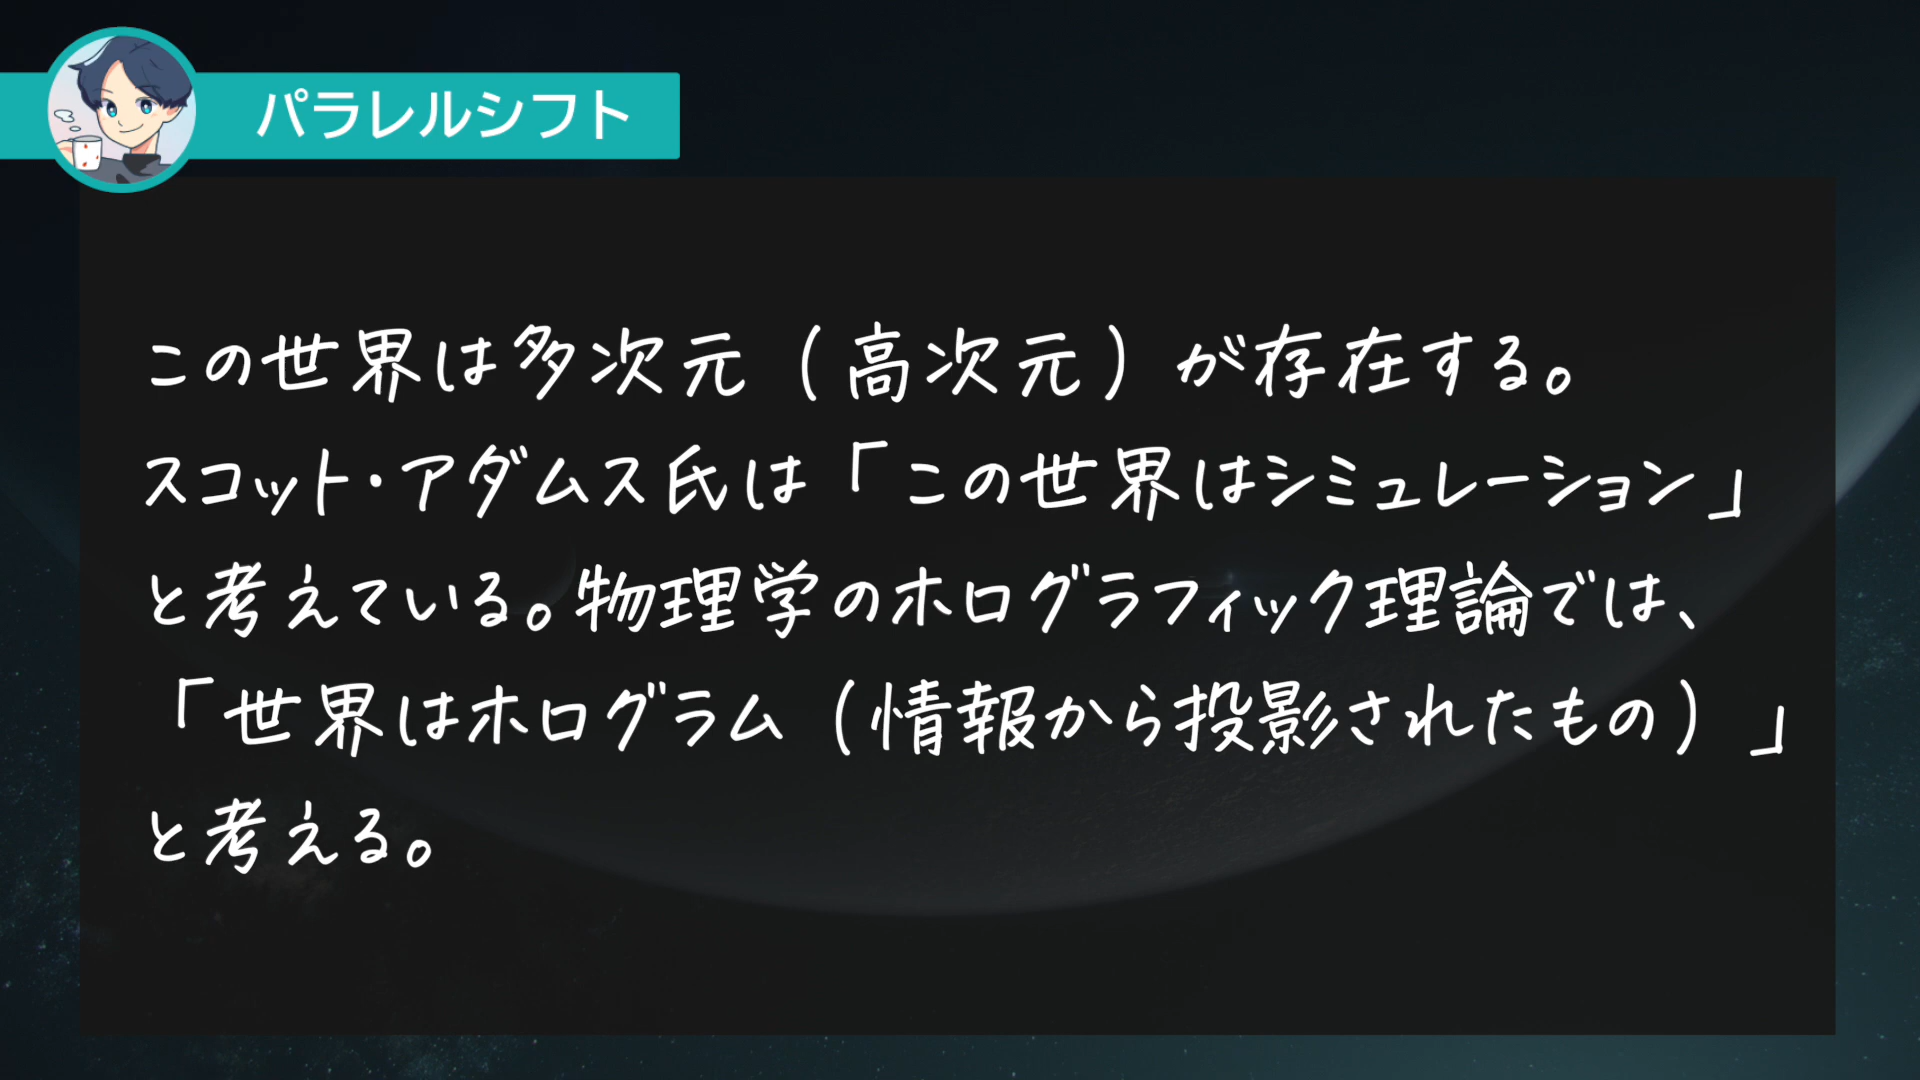 パラレルシフト
この世界は多次元（高次元）が存在する。
スコット・アダムス氏は「この世界はシミュレーション」
と考えている。物理学のホログラフィック理論では、
「世界はホログラム（情報から投影されたもの）」
と考える。